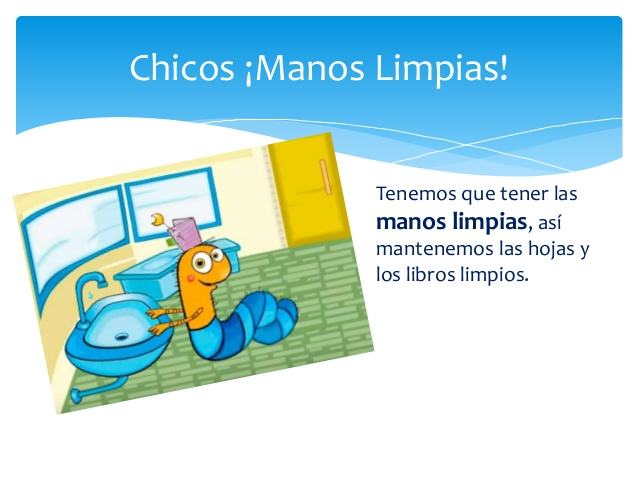 Chicos ¡Manos Limpias!
Tenemos que tener las
manos limpias, así
mantenemos las hojas y
los libros limpios.